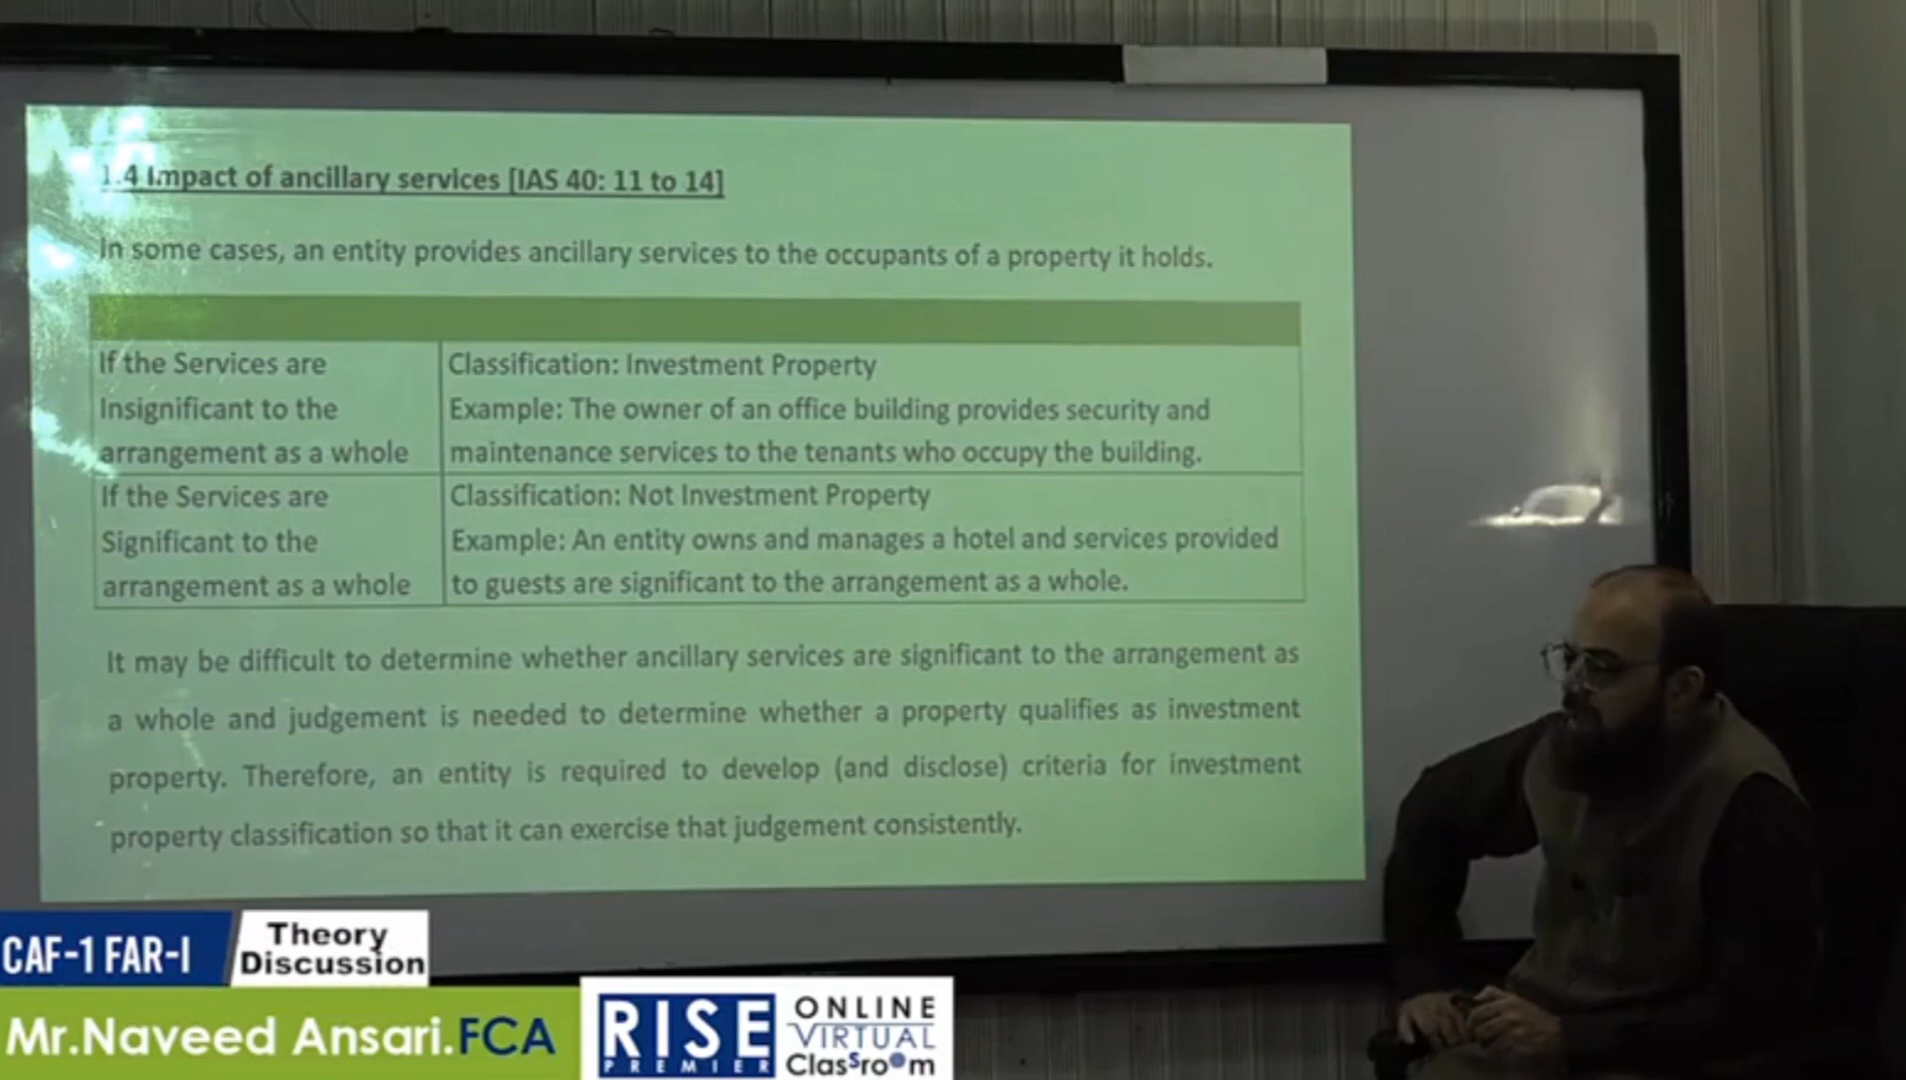 1.4 Impact of ancillary services [IAS 40: 11 to 14]
In some cases, an entity provides ancillary services to the occupants of a property it holds.
If the Services are
Insignificant to the
arrangement as a whole
Classification: Investment Property
Example: The owner of an office building provides security and
maintenance services to the tenants who occupy the building.
If the Services are
Significant to the
arrangement as a whole
Classification: Not Investment Property
Example: An entity owns and manages a hotel and services provided
to guests are significant to the arrangement as a whole.
It may be difficult to determine whether ancillary services are significant to the arrangement as
a whole and judgement is needed to determine whether a property qualifies as investment
property. Therefore, an entity is required to develop (and disclose) criteria for investment
property classification so that it can exercise that judgement consistently.
CAF-1 FAR-I
Theory
Discussion
Mr.Naveed Ansari.FCA
RISE
PREMIER
ONLINE
VIRTUAL
Classroom